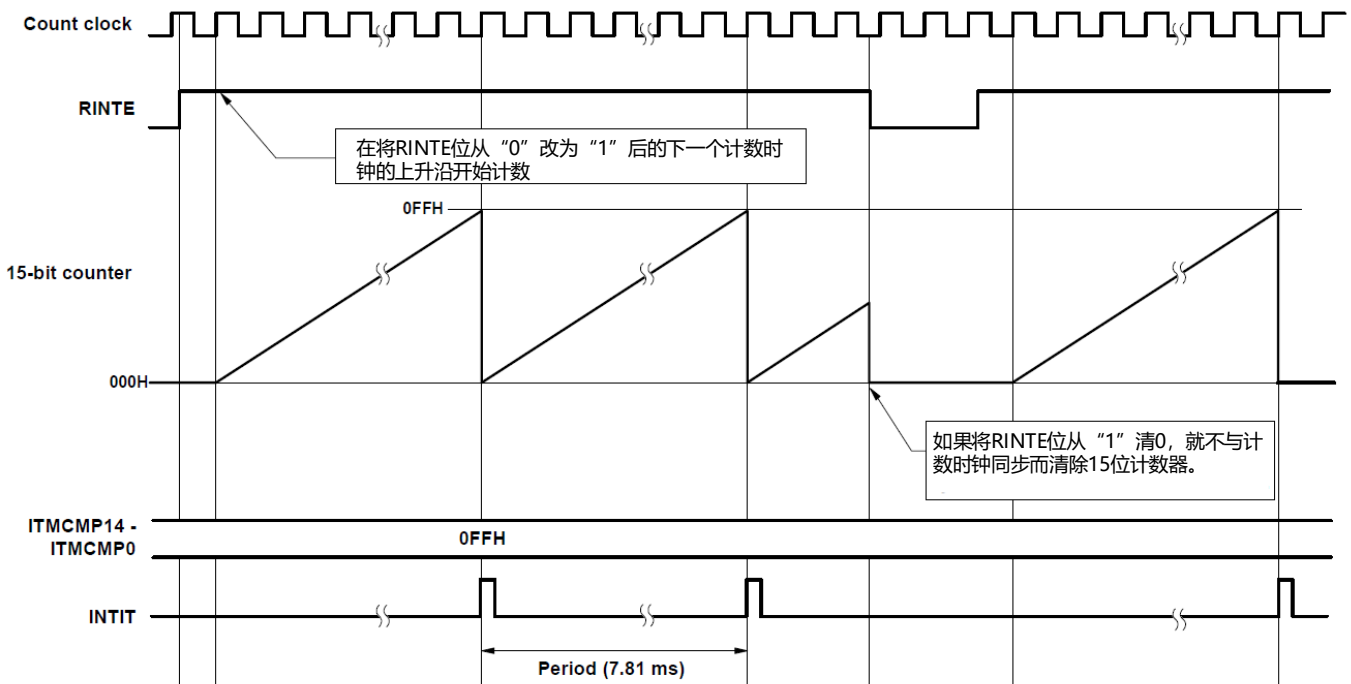 Count clock
RINTE
在将RINTE位从“0”改为“1”后的下一个计数时
钟的上升沿开始计数
0FFH
15-bit counter
000H
如果将RINTE位从“1”清0，就不与计
数时钟同步而清除15位计数器。
ITMCMP14 -
ITMCMP0
0FFH
INTIT
Period (7.81 ms)